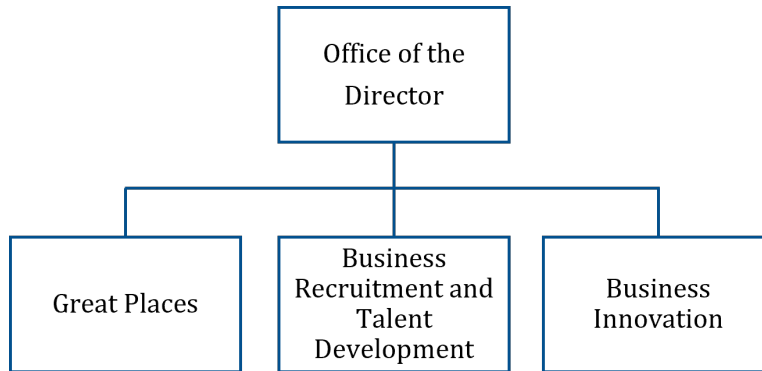 Office of the
Director
Great Places
Business
Recruitment and
Talent
Development
Business
Innovation